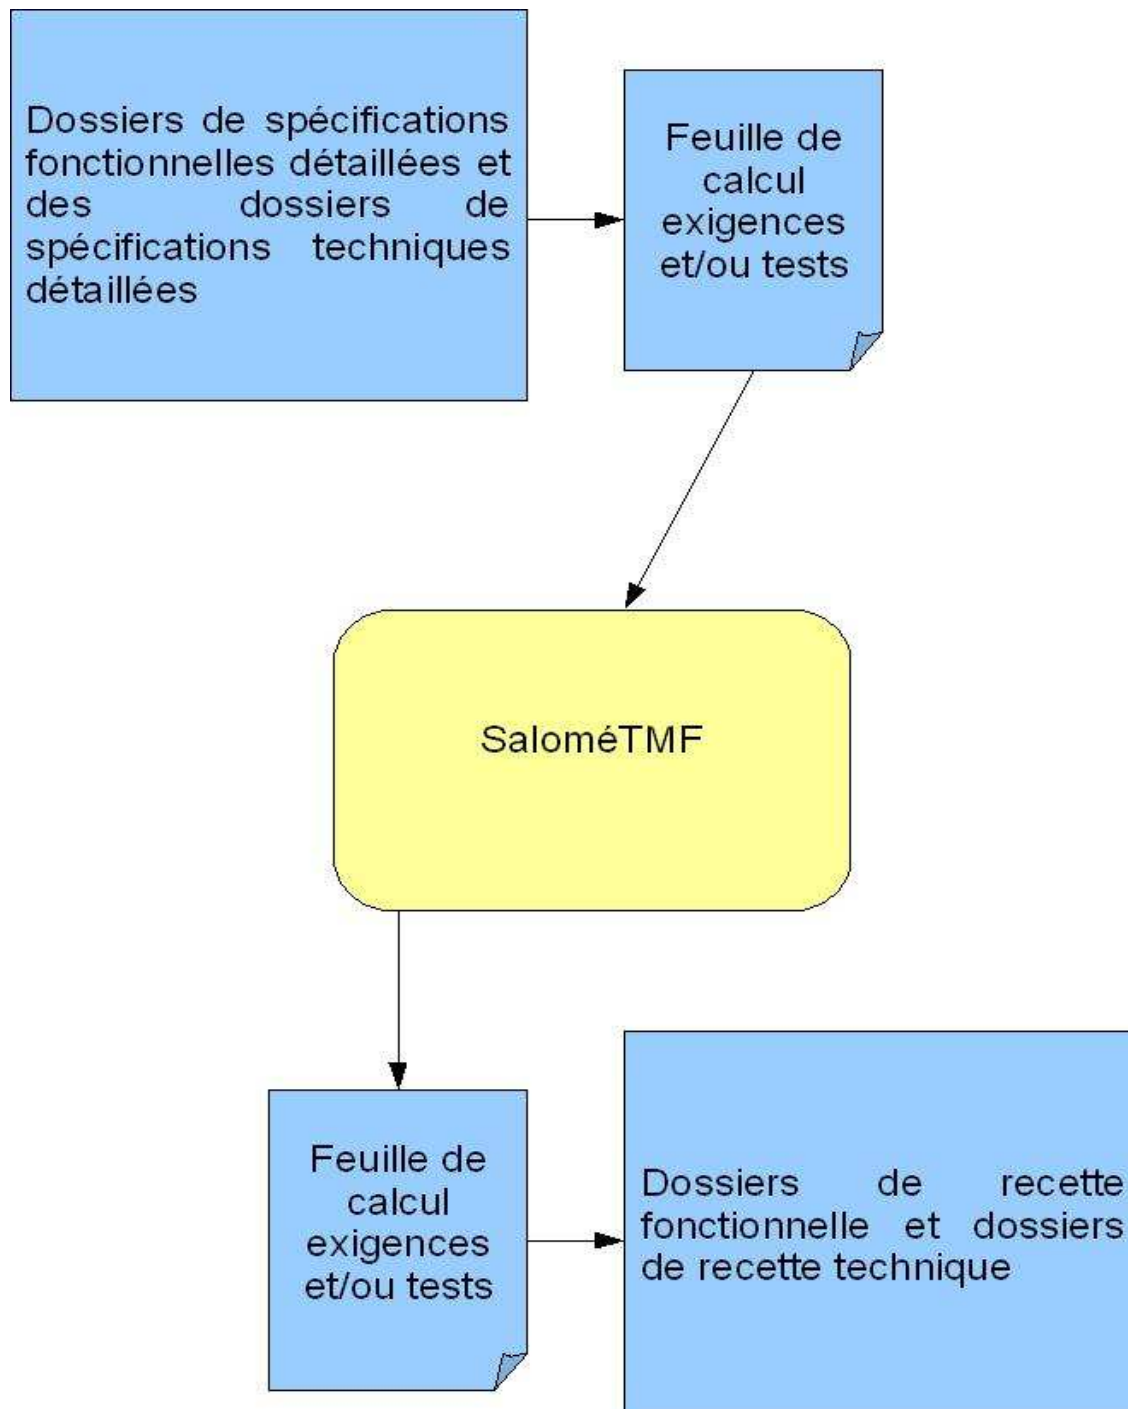 Dossiers de spécifications
fonctionnelles détaillées et
des dossiers de
spécifications techniques
détaillées
Feuille de
calcul
exigences
et/ou tests
SaloméTMF
Feuille de
calcul
exigences
et/ou tests
Dossiers de recette
fonctionnelle et dossiers
de recette technique